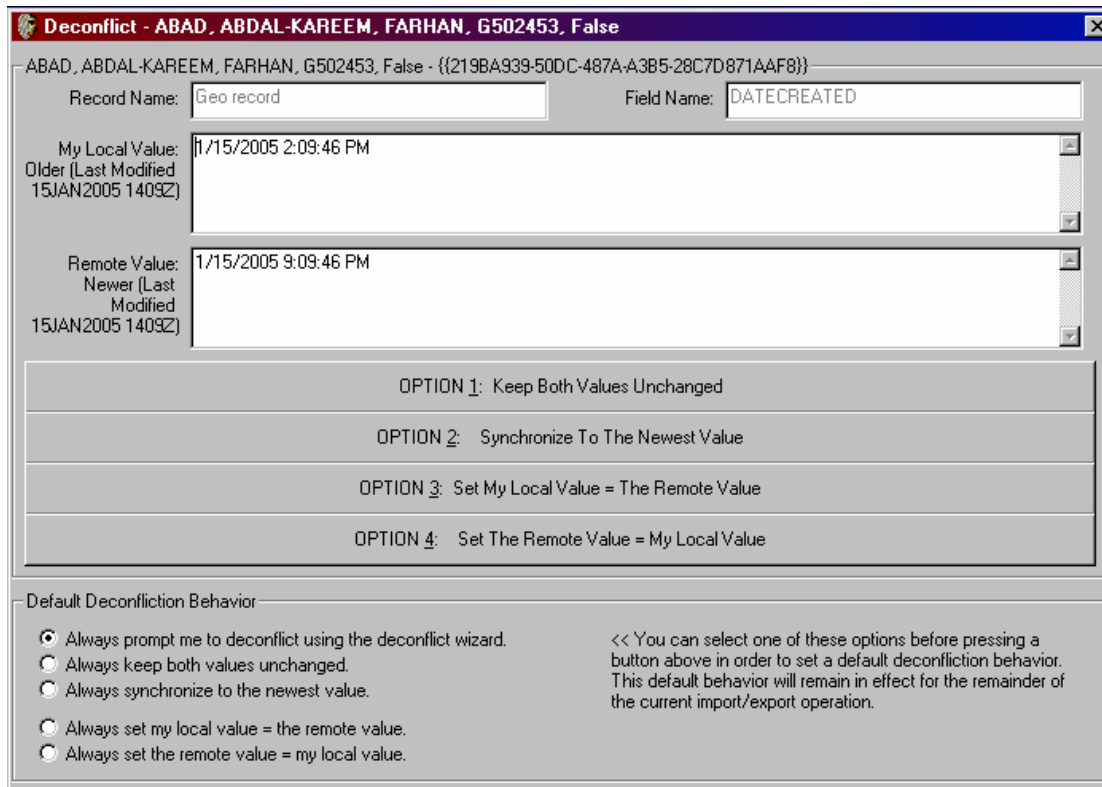 Deconflict - ABAD, ABDAL-KAREEM, FARHAN, G502453, False
ABAD, ABDAL-KAREEM, FARHAN, G502453, False - {{219BA939-50DC-487A-A3B5-28C7D871AAF8}}
Record Name: Geo record Field Name: DATECREATED
My Local Value:
Older (Last Modified
15JAN2005 1409Z)
1/15/2005 2:09:46 PM
Remote Value:
Newer (Last
Modified
15JAN2005 1409Z)
1/15/2005 9:09:46 PM
OPTION 1: Keep Both Values Unchanged
OPTION 2: Synchronize To The Newest Value
OPTION 3: Set My Local Value = The Remote Value
OPTION 4: Set The Remote Value = My Local Value
Default Deconfliction Behavior
Always prompt me to deconflict using the deconflict wizard.
Always keep both values unchanged.
Always synchronize to the newest value.
Always set my local value = the remote value.
Always set the remote value = my local value.
<< You can select one of these options before pressing a
button above in order to set a default deconfliction behavior.
This default behavior will remain in effect for the remainder of
the current import/export operation.